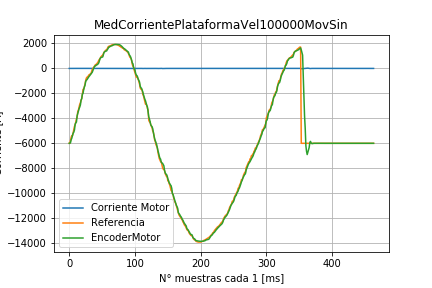 MedCorrientePlataformaVel100000MovSin
2000
0
−2000
−4000
−6000
−8000
−10000
−12000
−14000
Corriente Motor
Referencia
EncoderMotor
0
100
200
300
400
N° muestras cada 1 [ms]